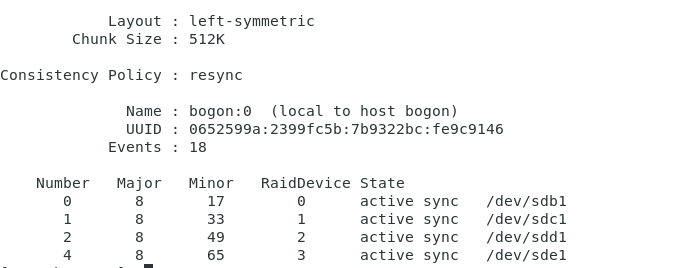 Layout : left-symmetric
Chunk Size : 512K
Consistency Policy : resync
Name : bogon:0  (local to host bogon)
UUID : 0652599a:2399fc5b:7b9322bc:fe9c9146
Events : 18
Number   Major   Minor   RaidDevice State
0       8       17        0      active sync   /dev/sdb1
1       8       33        1      active sync   /dev/sdc1
2       8       49        2      active sync   /dev/sdd1
4       8       65        3      active sync   /dev/sde1